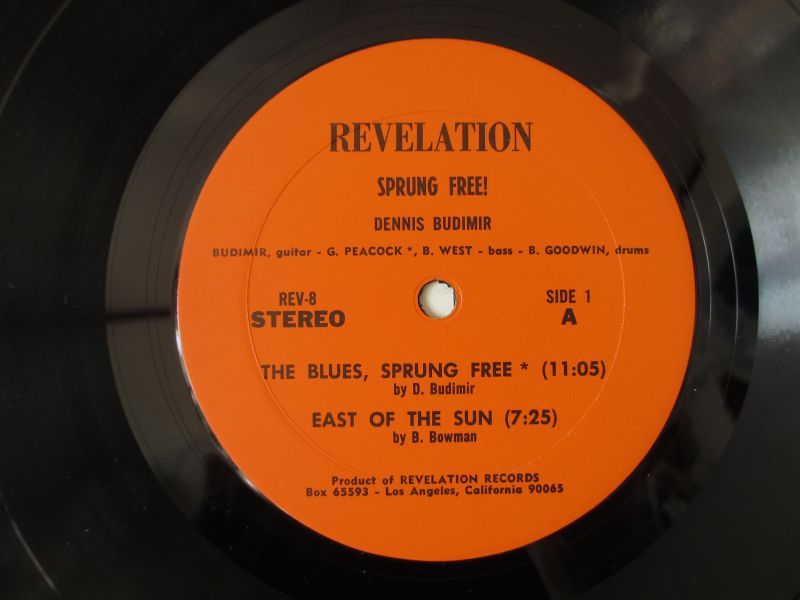 REVELATION
SPRUNG FREE!
DENNIS BUDIMIR
BUDIMIR, guitar - G. PEACOCK *, B. WEST - bass - B. GOODWIN, drums
REV-8 SIDE 1
STEREO A
THE BLUES, SPRUNG FREE * (11:05)
by D. Budimir
EAST OF THE SUN (7:25)
by B. Bowman
Product of REVELATION RECORDS
Box 65593 - Los Angeles, California 90065